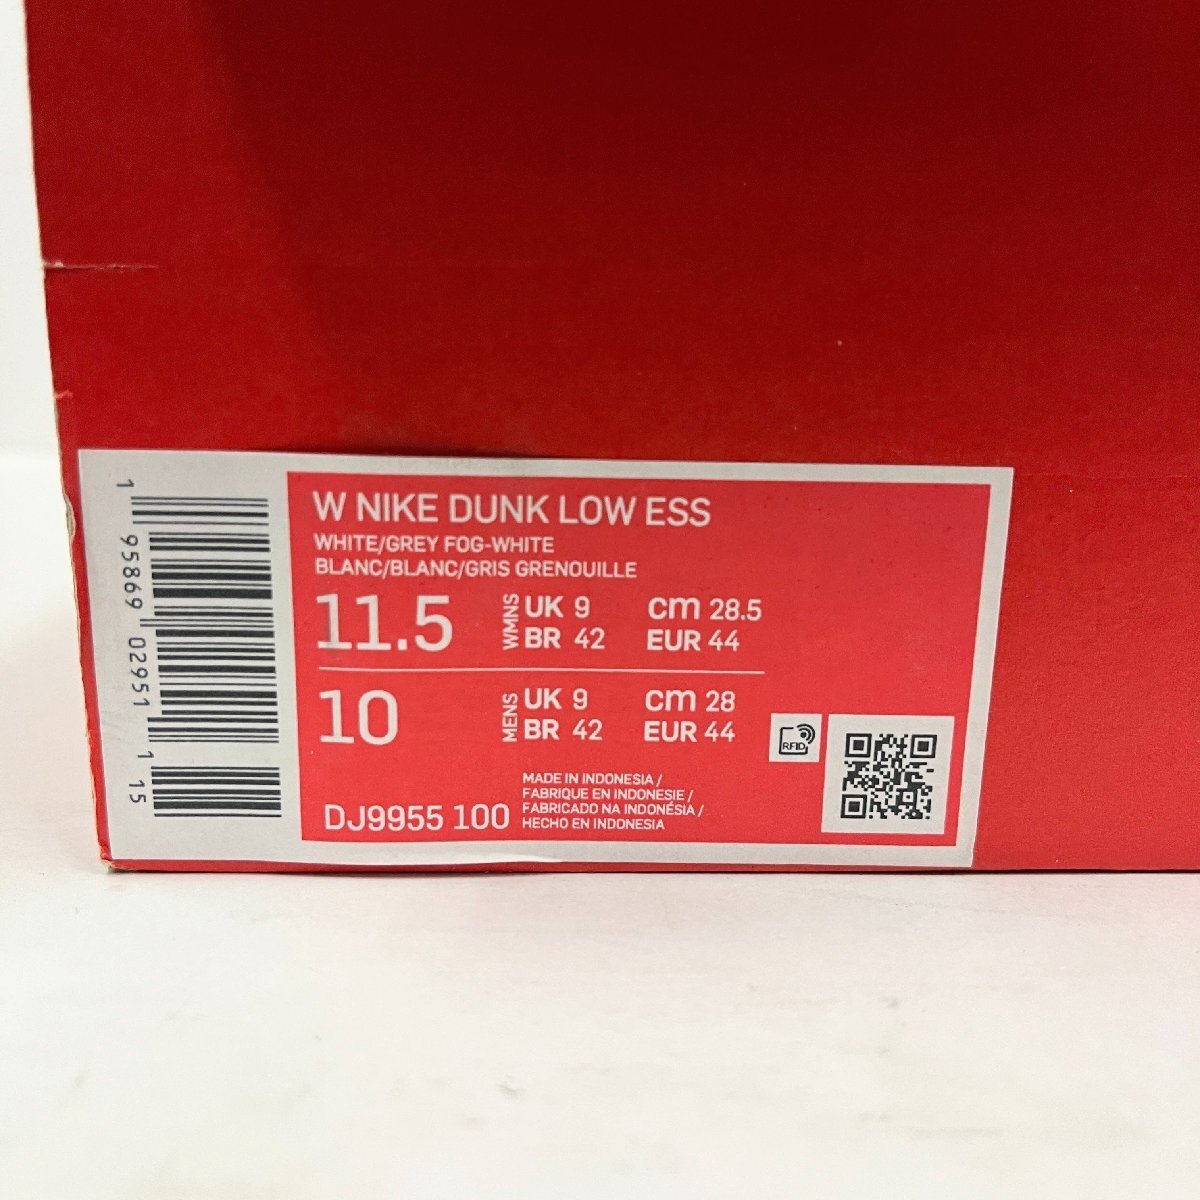 W NIKE DUNK LOW ESS
WHITE/GREY FOG-WHITE
BLANC/BLANC/GRIS GRENOUILLE
11.5 WMNS UK 9 cm 28.5
BR 42 EUR 44
10 MENS UK 9 cm 28
BR 42 EUR 44
RFID
MADE IN INDONESIA /
FABRIQUE EN INDONESIE /
FABRICADO NA INDONÉSIA /
HECHO EN INDONESIA
DJ9955 100
1 95869 02951 1 15